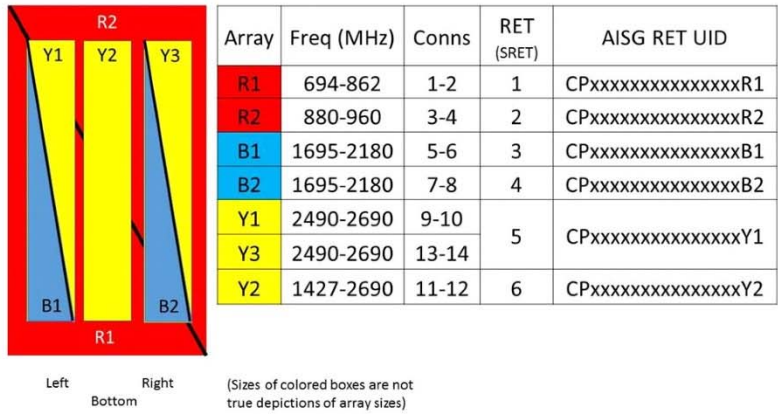 R2
Y1 Y2 Y3
B1 B2
R1
Left Right
Bottom
Array Freq (MHz) Conns RET (SRET) AISG RET UID
R1 694-862 1-2 1 CPxxxxxxxxxxxxxxxR1
R2 880-960 3-4 2 CPxxxxxxxxxxxxxxxR2
B1 1695-2180 5-6 3 CPxxxxxxxxxxxxxxxB1
B2 1695-2180 7-8 4 CPxxxxxxxxxxxxxxxB2
Y1 2490-2690 9-10 5 CPxxxxxxxxxxxxxxxY1
Y3 2490-2690 13-14
Y2 1427-2690 11-12 6 CPxxxxxxxxxxxxxxxY2
(Sizes of colored boxes are not
true depictions of array sizes)